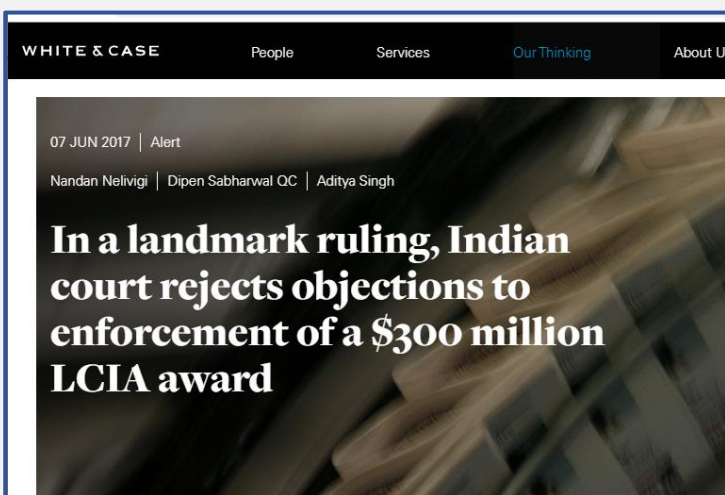 WHITE & CASE People Services Our Thinking About U
07 JUN 2017 | Alert
Nandan Nelivigi | Dipen Sabharwal QC | Aditya Singh
In a landmark ruling, Indian
court rejects objections to
enforcement of a $300 million
LCIA award